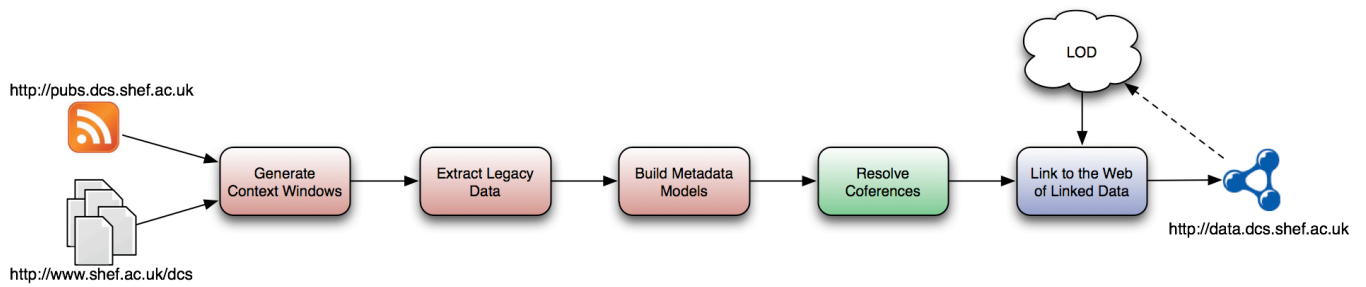 http://pubs.dcs.shef.ac.uk
http://www.shef.ac.uk/dcs
Generate
Context Windows
Extract Legacy
Data
Build Metadata
Models
Resolve
Coferences
LOD
Link to the Web
of Linked Data
http://data.dcs.shef.ac.uk